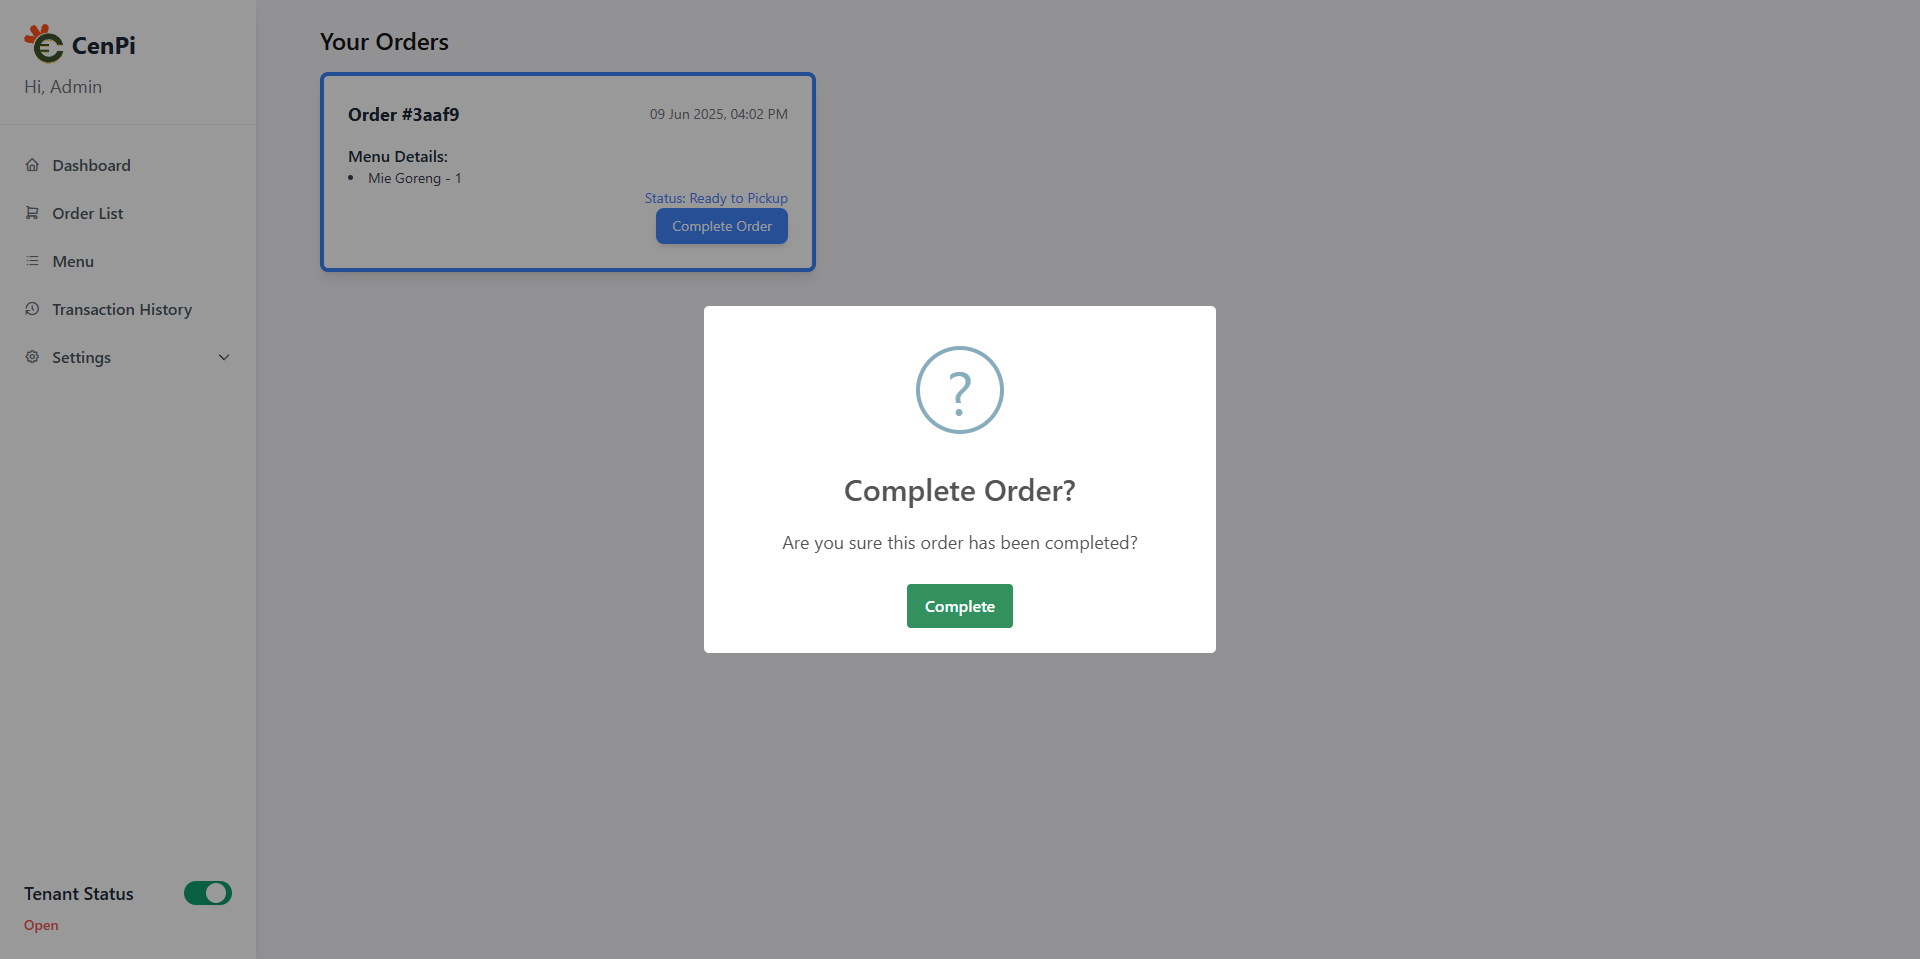 CenPi
Hi, Admin
Dashboard
Order List
Menu
Transaction History
Settings
Tenant Status
Open
Your Orders
Order #3aaf9
09 Jun 2025, 04:02 PM
Menu Details:
• Mie Goreng - 1
Status: Ready to Pickup
Complete Order
?
Complete Order?
Are you sure this order has been completed?
Complete